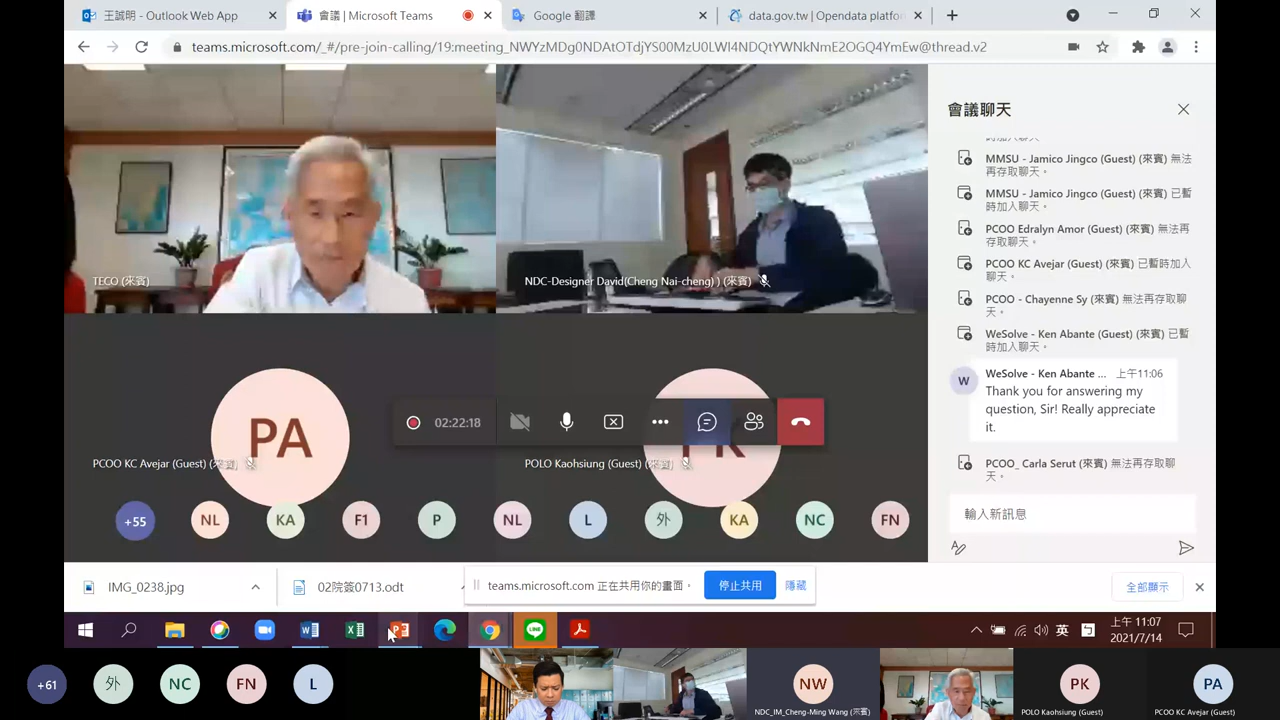 王誠明 - Outlook Web App
會議 | Microsoft Teams
Google 翻譯
data.gov.tw | Opendata platfor
teams.microsoft.com/_#/pre-join-calling/19:meeting_NWYzMDg0NDAtOTdjYS00MzU0LWI4NDQtYWNkNmE2OGQ4YmEw@thread.v2
TECO (來賓)
NDC-Designer David(Cheng Nai-cheng) ) (來賓)
會議聊天
時加入聊天。
MMSU - Jamico Jingco (Guest) (來賓) 無法
再存取聊天。
MMSU - Jamico Jingco (Guest) (來賓) 已暫
時加入聊天。
PCOO Edralyn Amor (Guest) (來賓) 無法再
存取聊天。
PCOO KC Avejar (Guest) (來賓) 已暫時加入
聊天。
PCOO - Chayenne Sy (來賓) 無法再存取聊
天。
WeSolve - Ken Abante (Guest) (來賓) 已暫
時加入聊天。
W
WeSolve - Ken Abante ... 上午11:06
Thank you for answering my
question, Sir! Really appreciate
it.
PCOO_ Carla Serut (來賓) 無法再存取聊
天。
輸入新訊息
PA
PK
02:22:18
PCOO KC Avejar (Guest) (來賓)
POLO Kaohsiung (Guest) (來賓)
+55
NL
KA
F1
P
NL
L
外
KA
NC
FN
IMG_0238.jpg
02院簽0713.odt
teams.microsoft.com 正在共用你的畫面。
停止共用
隱藏
全部顯示
LINE
英
上午 11:07
2021/7/14
+61
外
NC
FN
L
NW
NDC_IM_Cheng-Ming Wang (來賓)
PK
POLO Kaohsiung (Guest)
PA
PCOO KC Avejar (Guest)